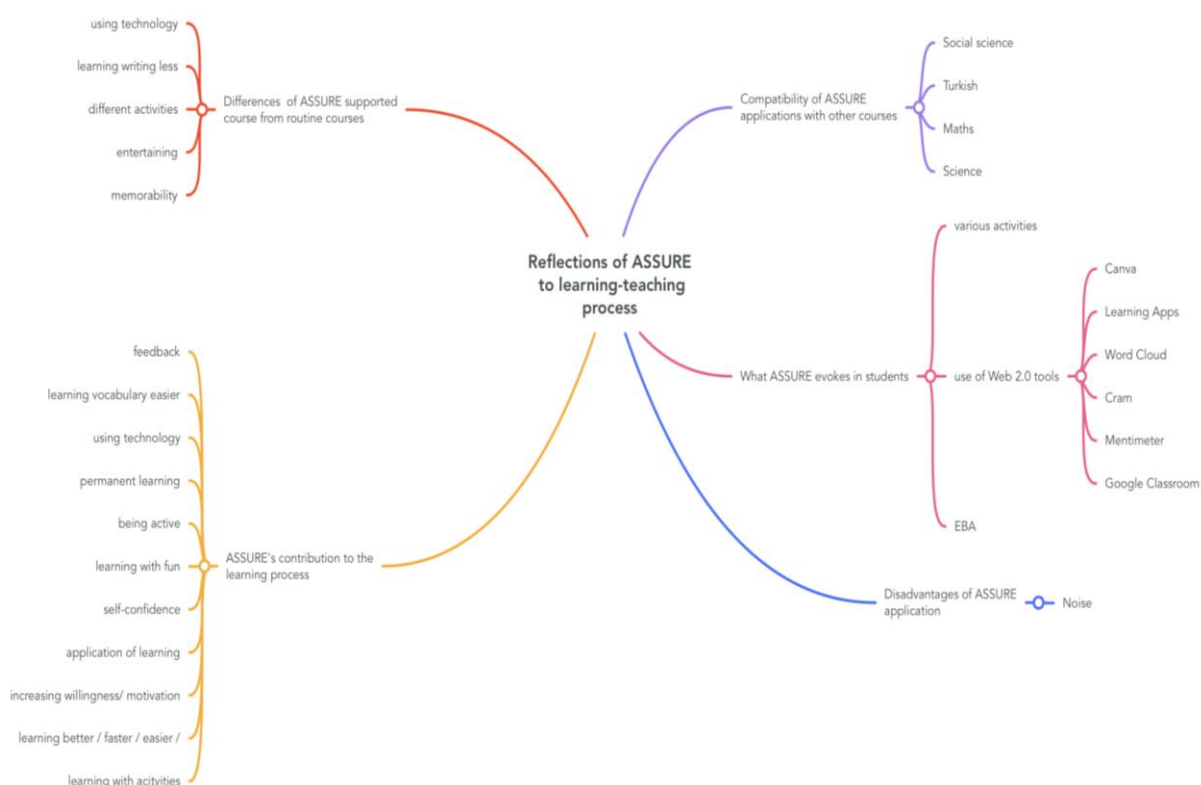 Reflections of ASSURE
to learning-teaching
process
Differences of ASSURE supported
course from routine courses
using technology
learning writing less
different activities
entertaining
memorability
Compatibility of ASSURE
applications with other courses
Social science
Turkish
Maths
Science
What ASSURE evokes in students
various activities
use of Web 2.0 tools
Canva
Learning Apps
Word Cloud
Cram
Mentimeter
Google Classroom
EBA
Disadvantages of ASSURE
application
Noise
ASSURE's contribution to the
learning process
feedback
learning vocabulary easier
using technology
permanent learning
being active
learning with fun
self-confidence
application of learning
increasing willingness/ motivation
learning better / faster / easier /
learning with acitvities